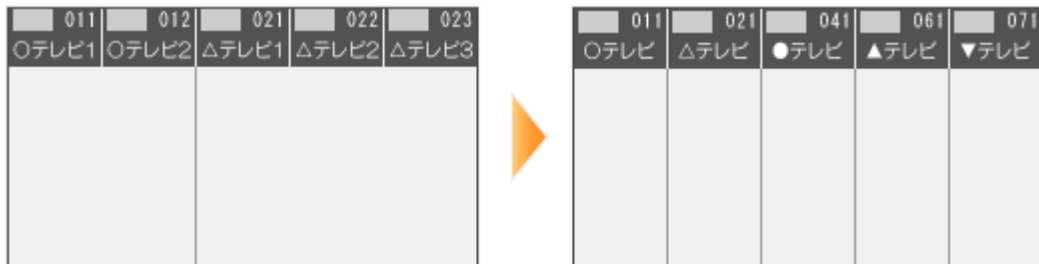 011 012 021 022 023
○テレビ1 ○テレビ2 △テレビ1 △テレビ2 △テレビ3
011 021 041 061 071
○テレビ △テレビ ●テレビ ▲テレビ ▼テレビ